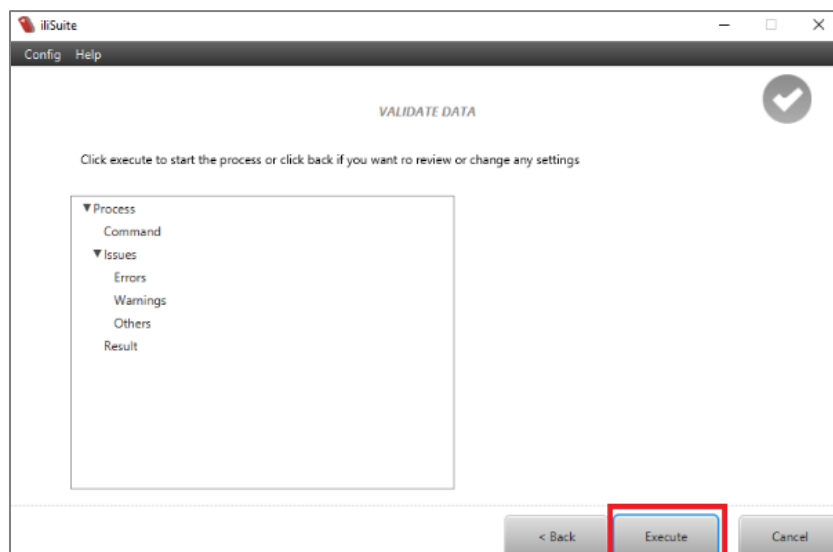 iliSuite
Config Help
VALIDATE DATA
Click execute to start the process or click back if you want ro review or change any settings
Process
Command
Issues
Errors
Warnings
Others
Result
< Back Execute Cancel